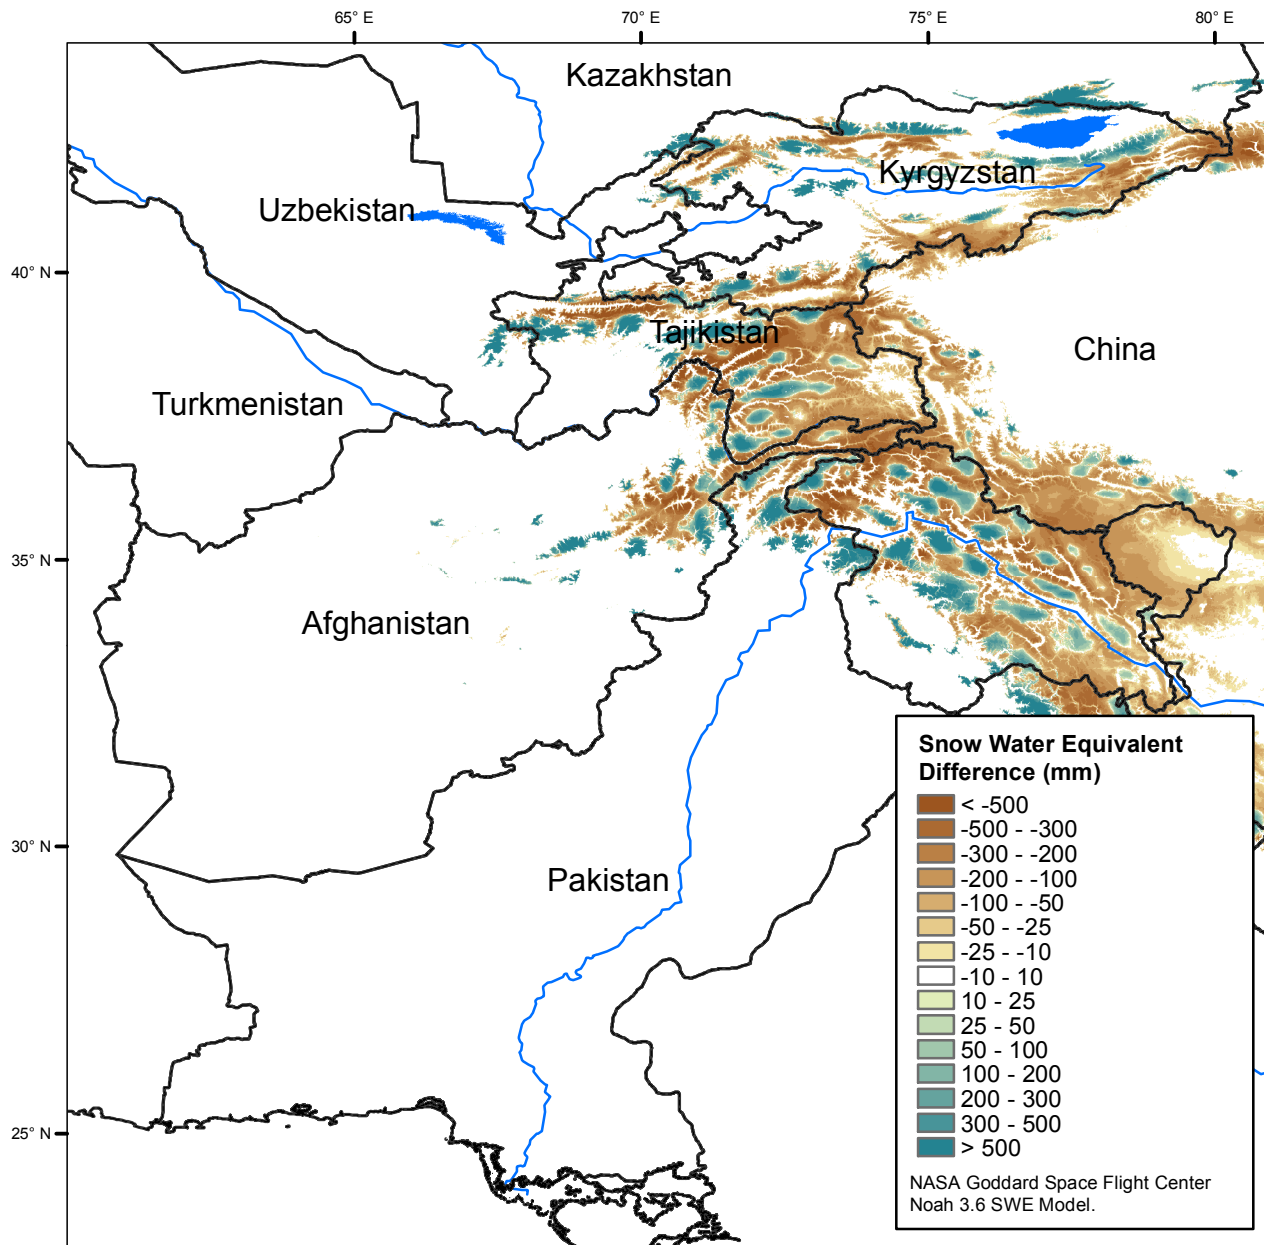 65° E
70° E
75° E
80° E
Kazakhstan
Kyrgyzstan
Uzbekistan
40° N
Tajikistan
China
Turkmenistan
35° N
Afghanistan
Snow Water Equivalent
Difference (mm)
< -500
-500 - -300
-300 - -200
-200 - -100
-100 - -50
-50 - -25
-25 - -10
-10 - 10
10 - 25
25 - 50
50 - 100
100 - 200
200 - 300
300 - 500
> 500
NASA Goddard Space Flight Center
Noah 3.6 SWE Model.
30° N
Pakistan
25° N